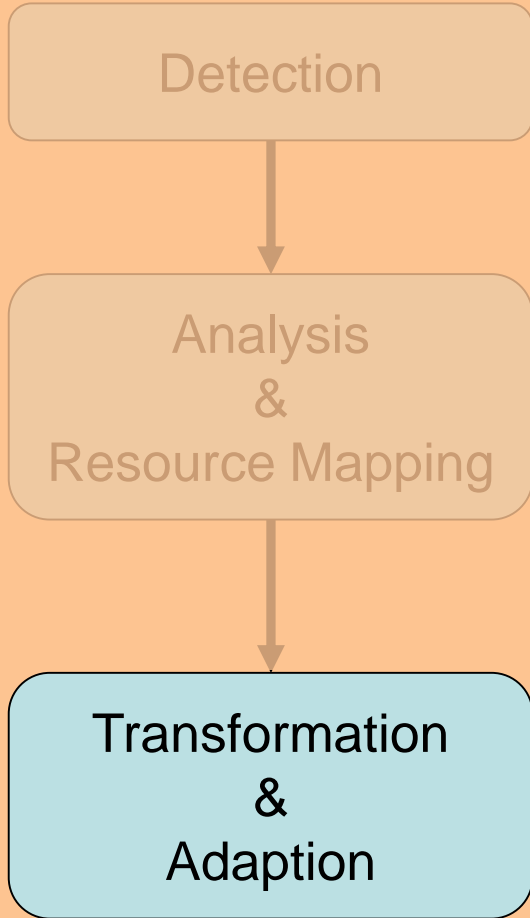 Detection
Analysis
&
Resource Mapping
Transformation
&
Adaption